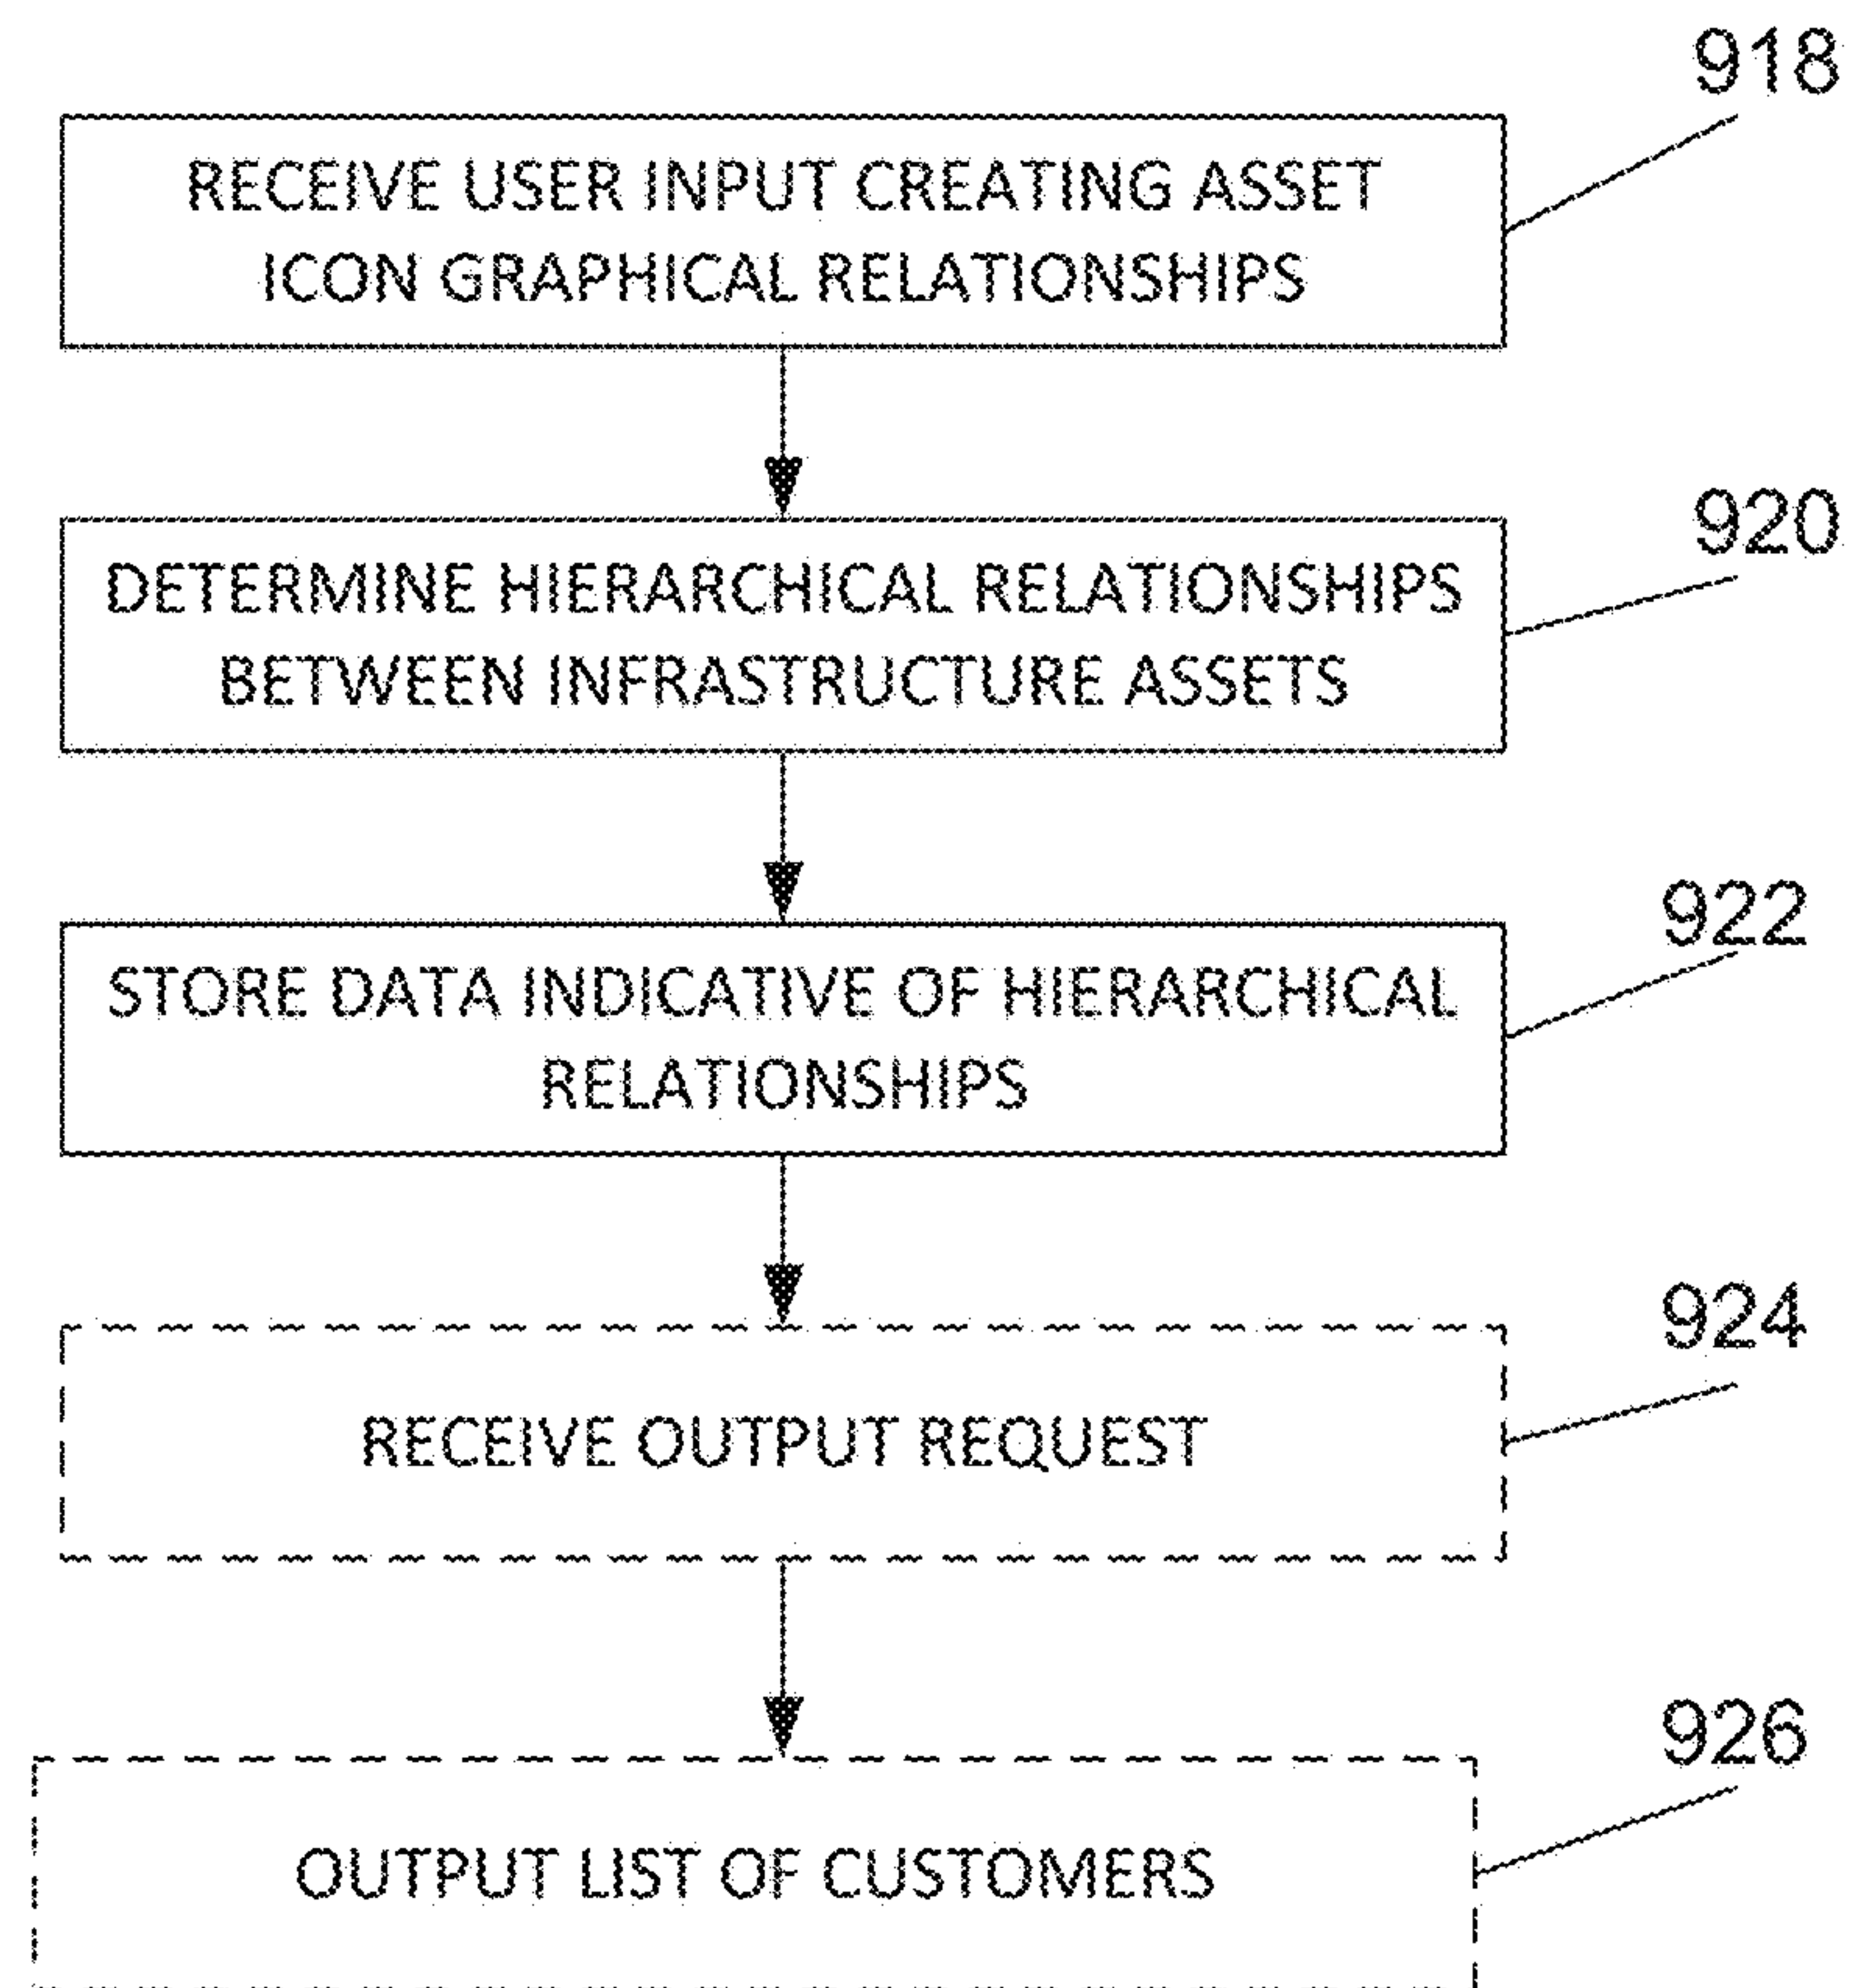 918
RECEIVE USER INPUT CREATING ASSET
ICON GRAPHICAL RELATIONSHIPS
920
DETERMINE HIERARCHICAL RELATIONSHIPS
BETWEEN INFRASTRUCTURE ASSETS
922
STORE DATA INDICATIVE OF HIERARCHICAL
RELATIONSHIPS
924
RECEIVE OUTPUT REQUEST
926
OUTPUT LIST OF CUSTOMERS